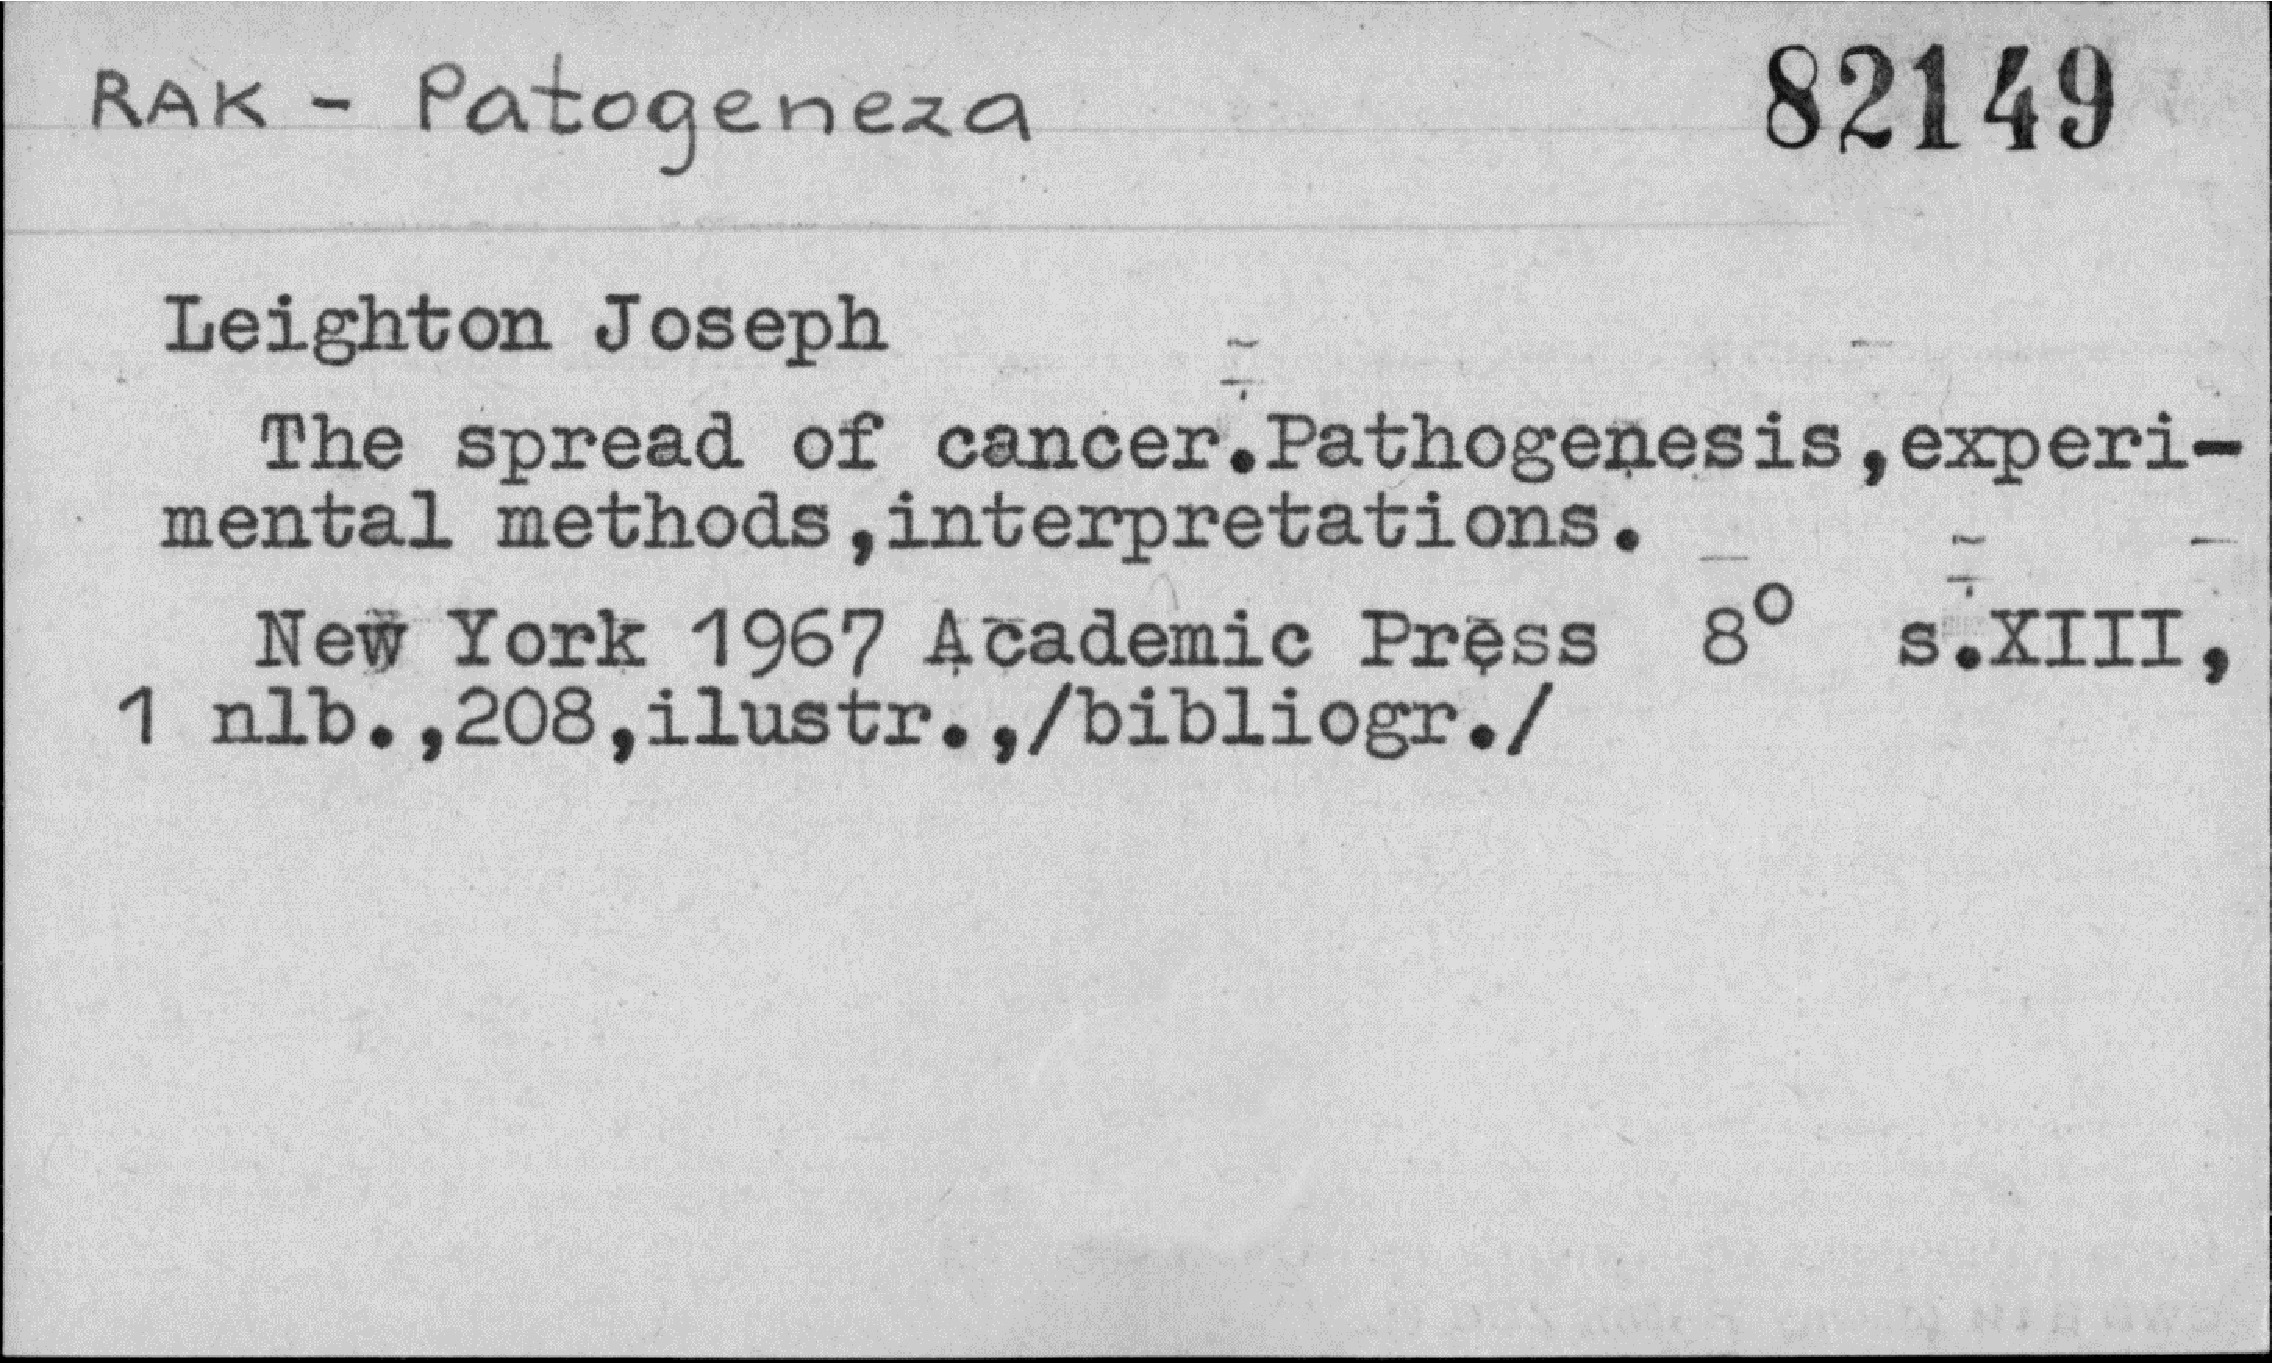 RAK - Patogeneza 82149
Leighton Joseph
The spread of cancer.Pathogenesis,experi-
mental methods,interpretations.
New York 1967 Academic Press 8° s.XIII,
1 nlb.,208,ilustr.,/bibliogr./